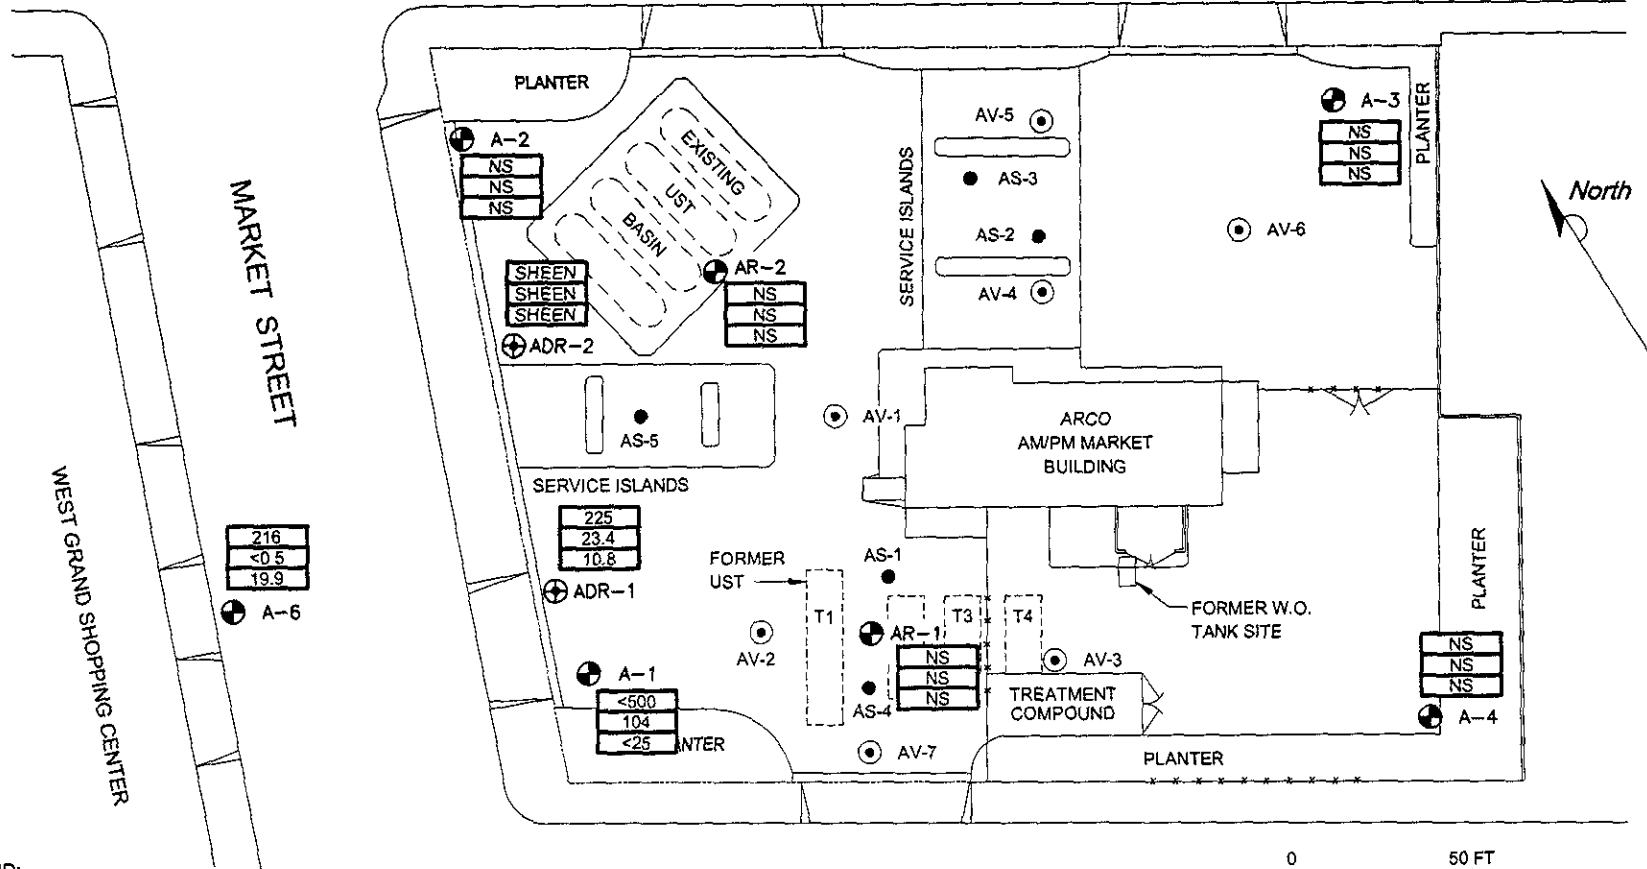 PLANTER
A-2
NS
NS
NS
MARKET STREET
EXISTING
UST
BASIN
SHEEN
SHEEN
SHEEN
ADR-2
AR-2
NS
NS
NS
AV-5
SERVICE ISLANDS
AS-3
AS-2
AV-4
A-3
NS
NS
NS
PLANTER
AV-6
North
AS-5
AV-1
ARCO
AM/PM MARKET
BUILDING
SERVICE ISLANDS
WEST GRAND SHOPPING CENTER
216
<0.5
19.9
A-6
225
23.4
10.8
ADR-1
FORMER
UST
AS-1
T1
T3
T4
AR-1
NS
NS
NS
AV-2
AV-3
AS-4
AV-7
TREATMENT
COMPOUND
FORMER W.O.
TANK SITE
PLANTER
NS
NS
NS
A-4
A-1
<500
104
<25
ANTER
PLANTER
0 50 FT